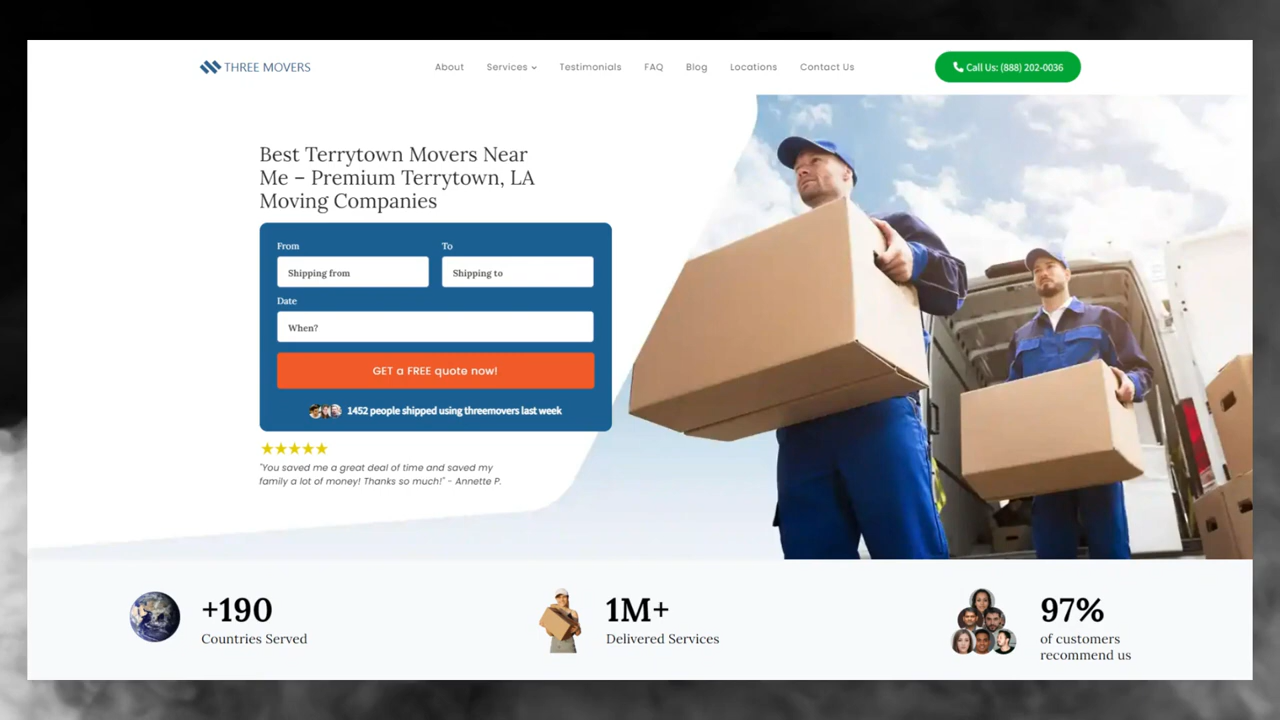 THREE MOVERS
About
Services
Testimonials
FAQ
Blog
Locations
Contact Us
Call Us: (888) 202-0036
Best Terrytown Movers Near
Me – Premium Terrytown, LA
Moving Companies
From
To
Shipping from
Shipping to
Date
When?
GET a FREE quote now!
1452 people shipped using threemovers last week
"You saved me a great deal of time and saved my
family a lot of money! Thanks so much!" - Annette P.
+190
Countries Served
1M+
Delivered Services
97%
of customers
recommend us